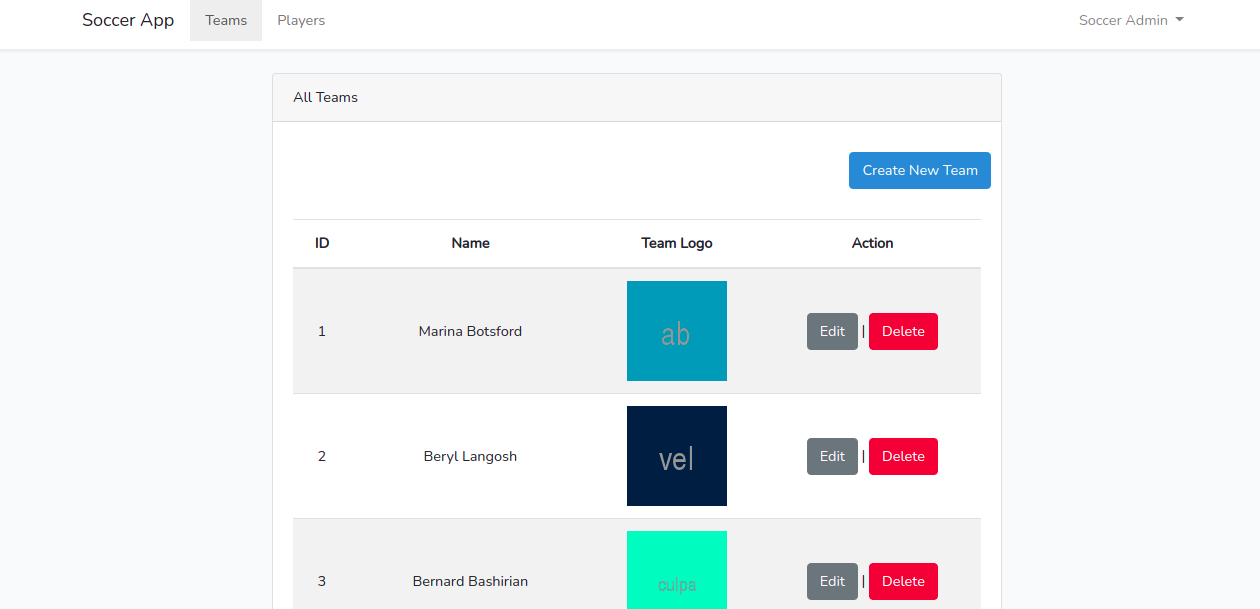 Soccer App Teams Players Soccer Admin
All Teams
Create New Team
ID Name Team Logo Action
1 Marina Botsford ab Edit | Delete
2 Beryl Langosh vel Edit | Delete
3 Bernard Bashirian culpa Edit | Delete